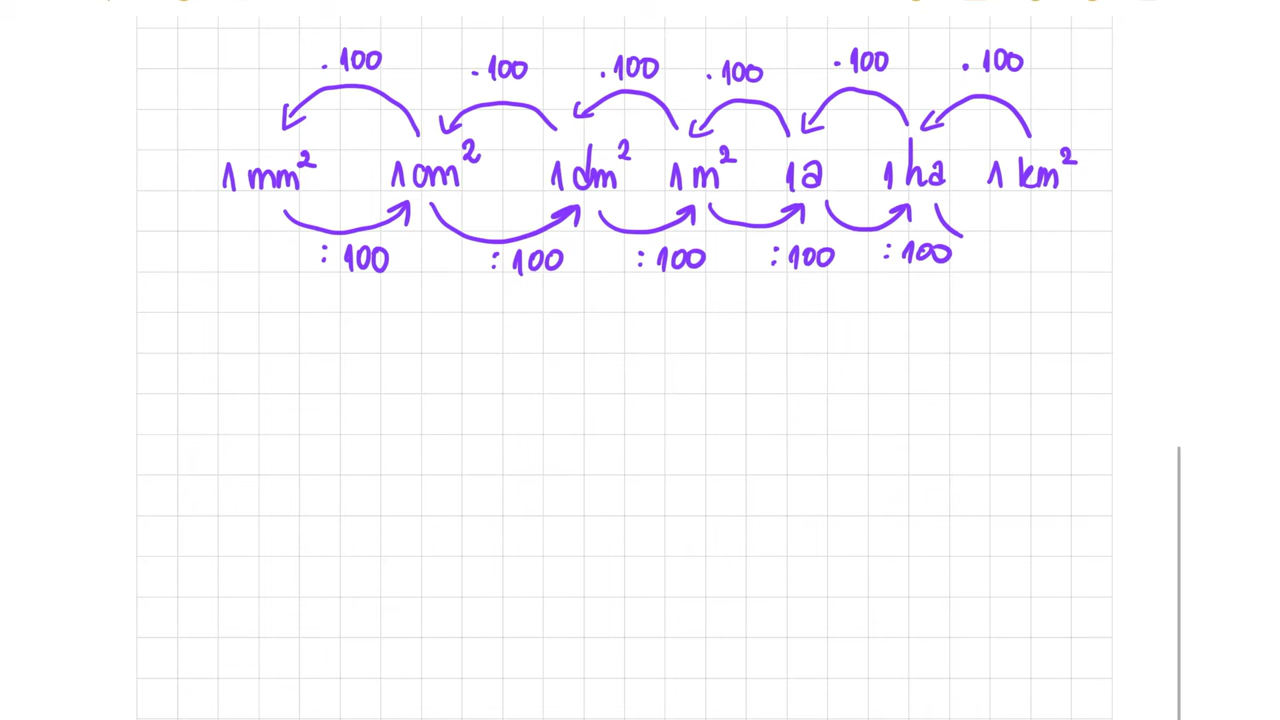 . 100 . 100 . 100 . 100 . 100 . 100
1 mm² 1 cm² 1 dm² 1 m² 1 a 1 ha 1 km²
: 100 : 100 : 100 : 100 : 100